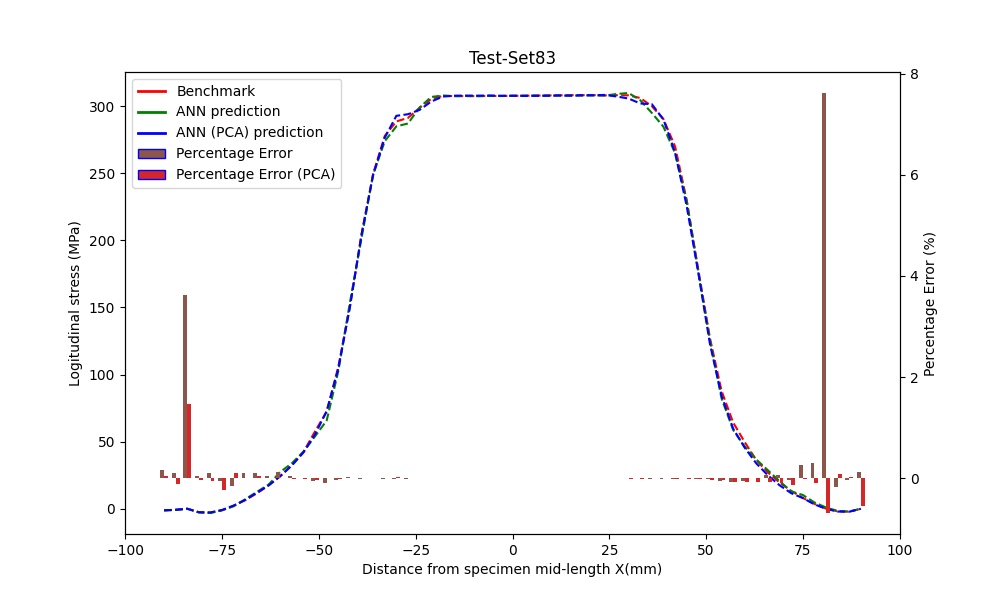 Test-Set83
Benchmark
ANN prediction
ANN (PCA) prediction
Percentage Error
Percentage Error (PCA)
Logitudinal stress (MPa)
300
250
200
150
100
50
0
8
6
4
2
0
Percentage Error (%)
−100 −75 −50 −25 0 25 50 75 100
Distance from specimen mid-length X(mm)